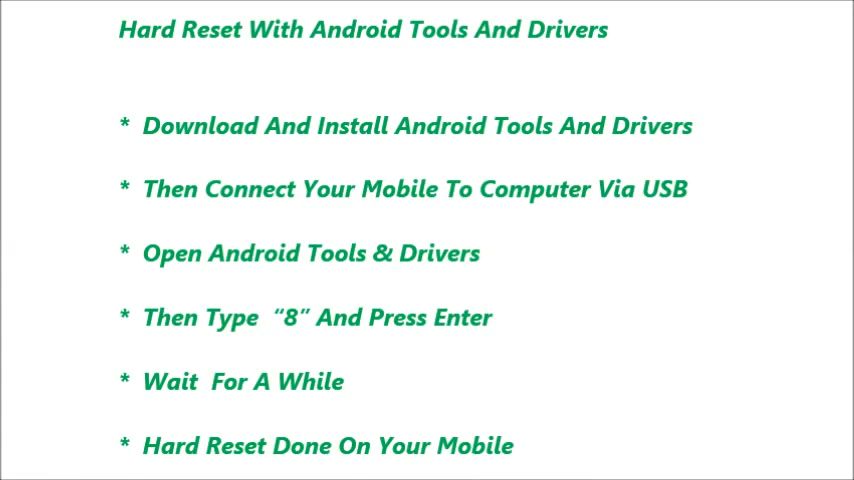 Hard Reset With Android Tools And Drivers
* Download And Install Android Tools And Drivers
* Then Connect Your Mobile To Computer Via USB
* Open Android Tools & Drivers
* Then Type “8” And Press Enter
* Wait For A While
* Hard Reset Done On Your Mobile